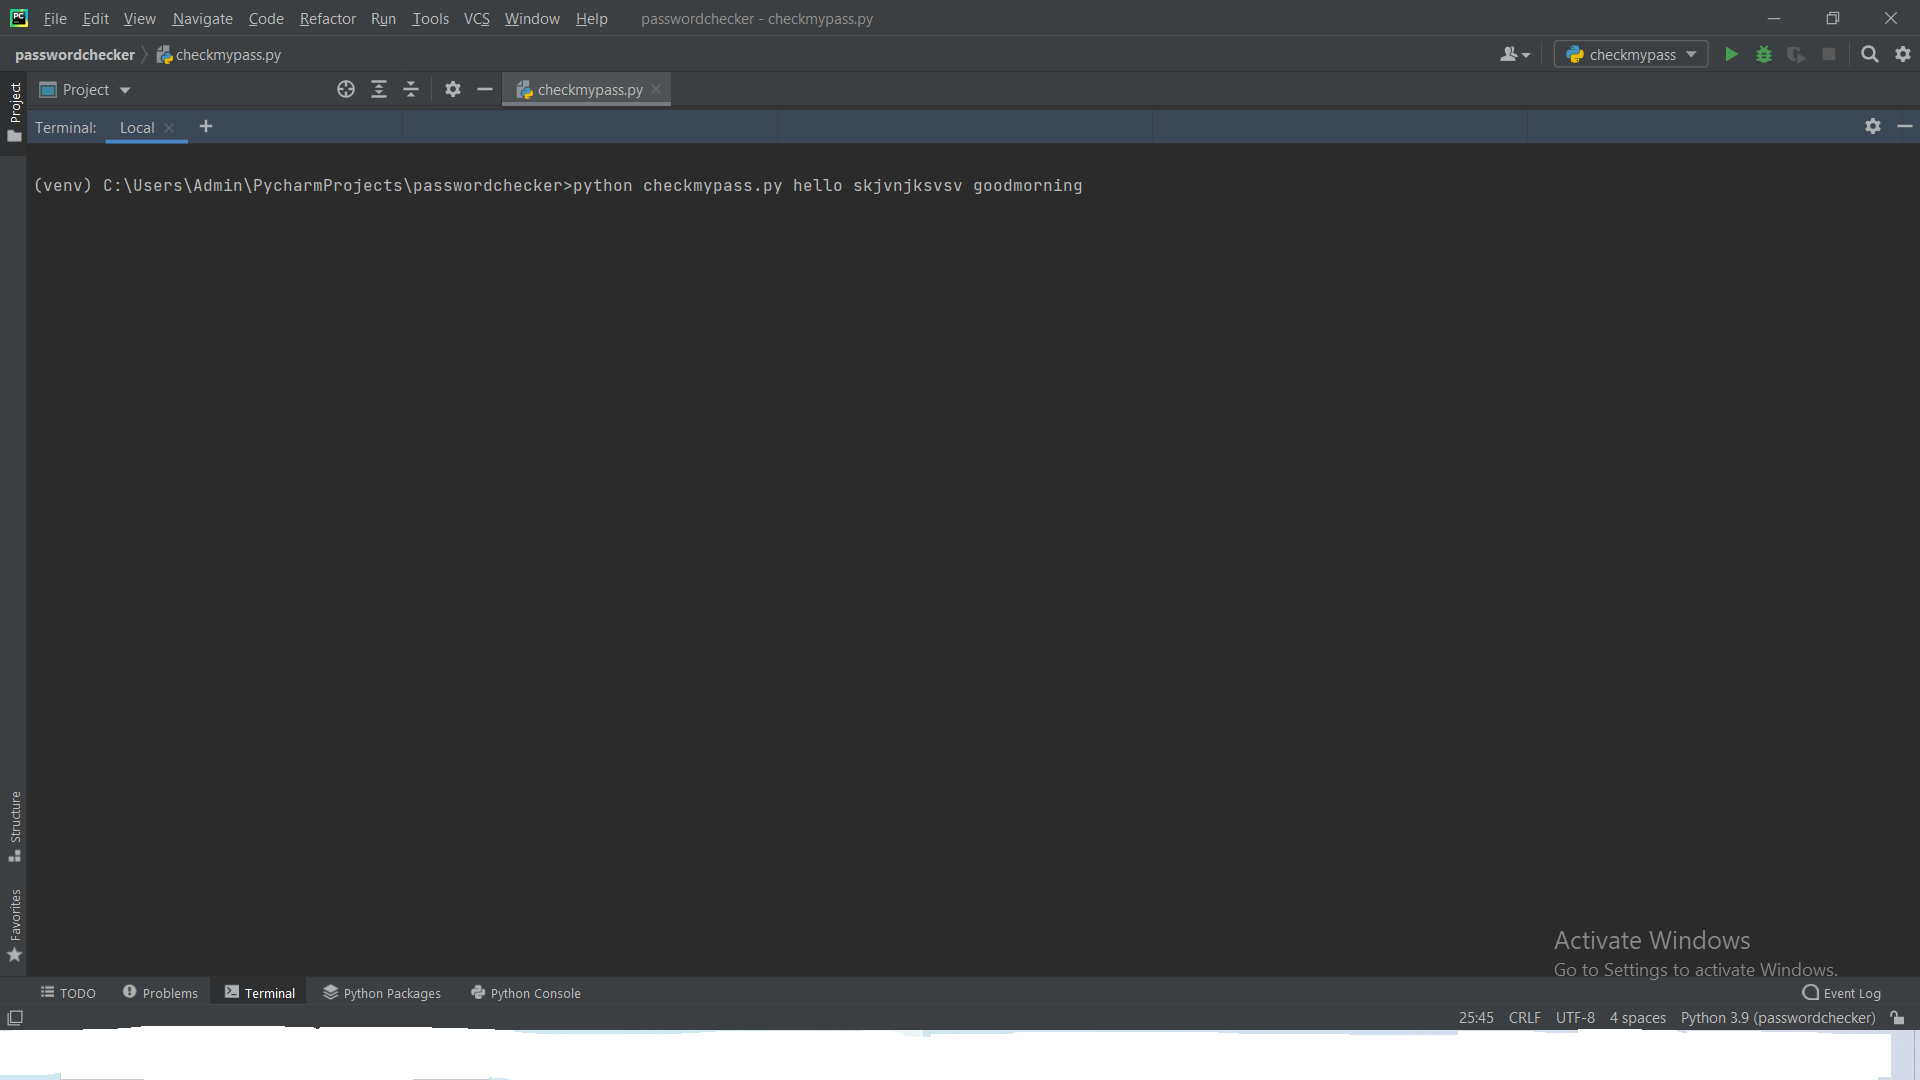 PC File Edit View Navigate Code Refactor Run Tools VCS Window Help passwordchecker - checkmypass.py
passwordchecker checkmypass.py checkmypass
Project
Project checkmypass.py
Terminal: Local
(venv) C:\Users\Admin\PycharmProjects\passwordchecker>python checkmypass.py hello skjvnjksvsv goodmorning
Structure
Favorites
Activate Windows
Go to Settings to activate Windows.
TODO Problems Terminal Python Packages Python Console Event Log
25:45 CRLF UTF-8 4 spaces Python 3.9 (passwordchecker)